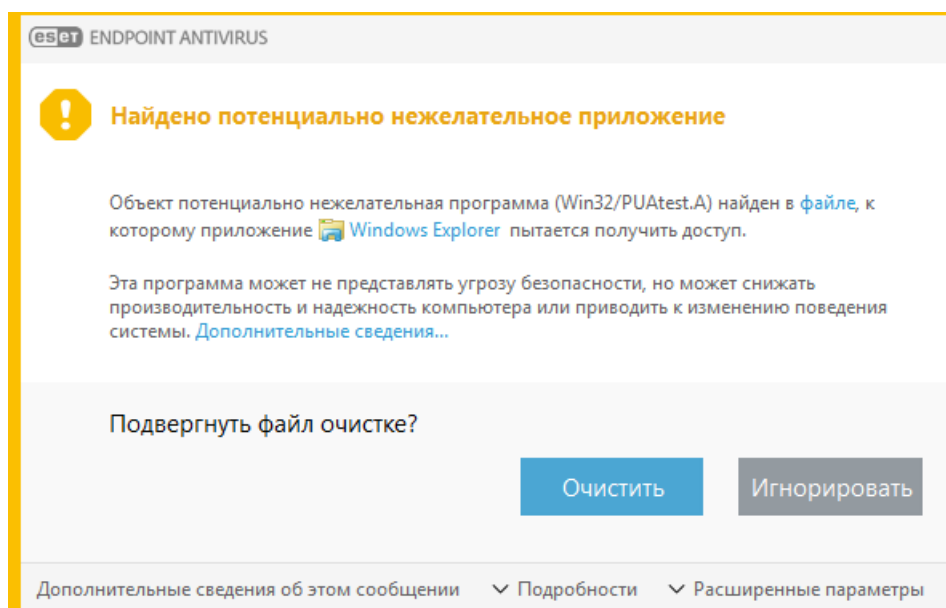 eset ENDPOINT ANTIVIRUS
Найдено потенциально нежелательное приложение
Объект потенциально нежелательная программа (Win32/PUAtest.A) найден в файле, к
которому приложение Windows Explorer пытается получить доступ.
Эта программа может не представлять угрозу безопасности, но может снижать
производительность и надежность компьютера или приводить к изменению поведения
системы. Дополнительные сведения...
Подвергнуть файл очистке?
Очистить Игнорировать
Дополнительные сведения об этом сообщении Подробности Расширенные параметры